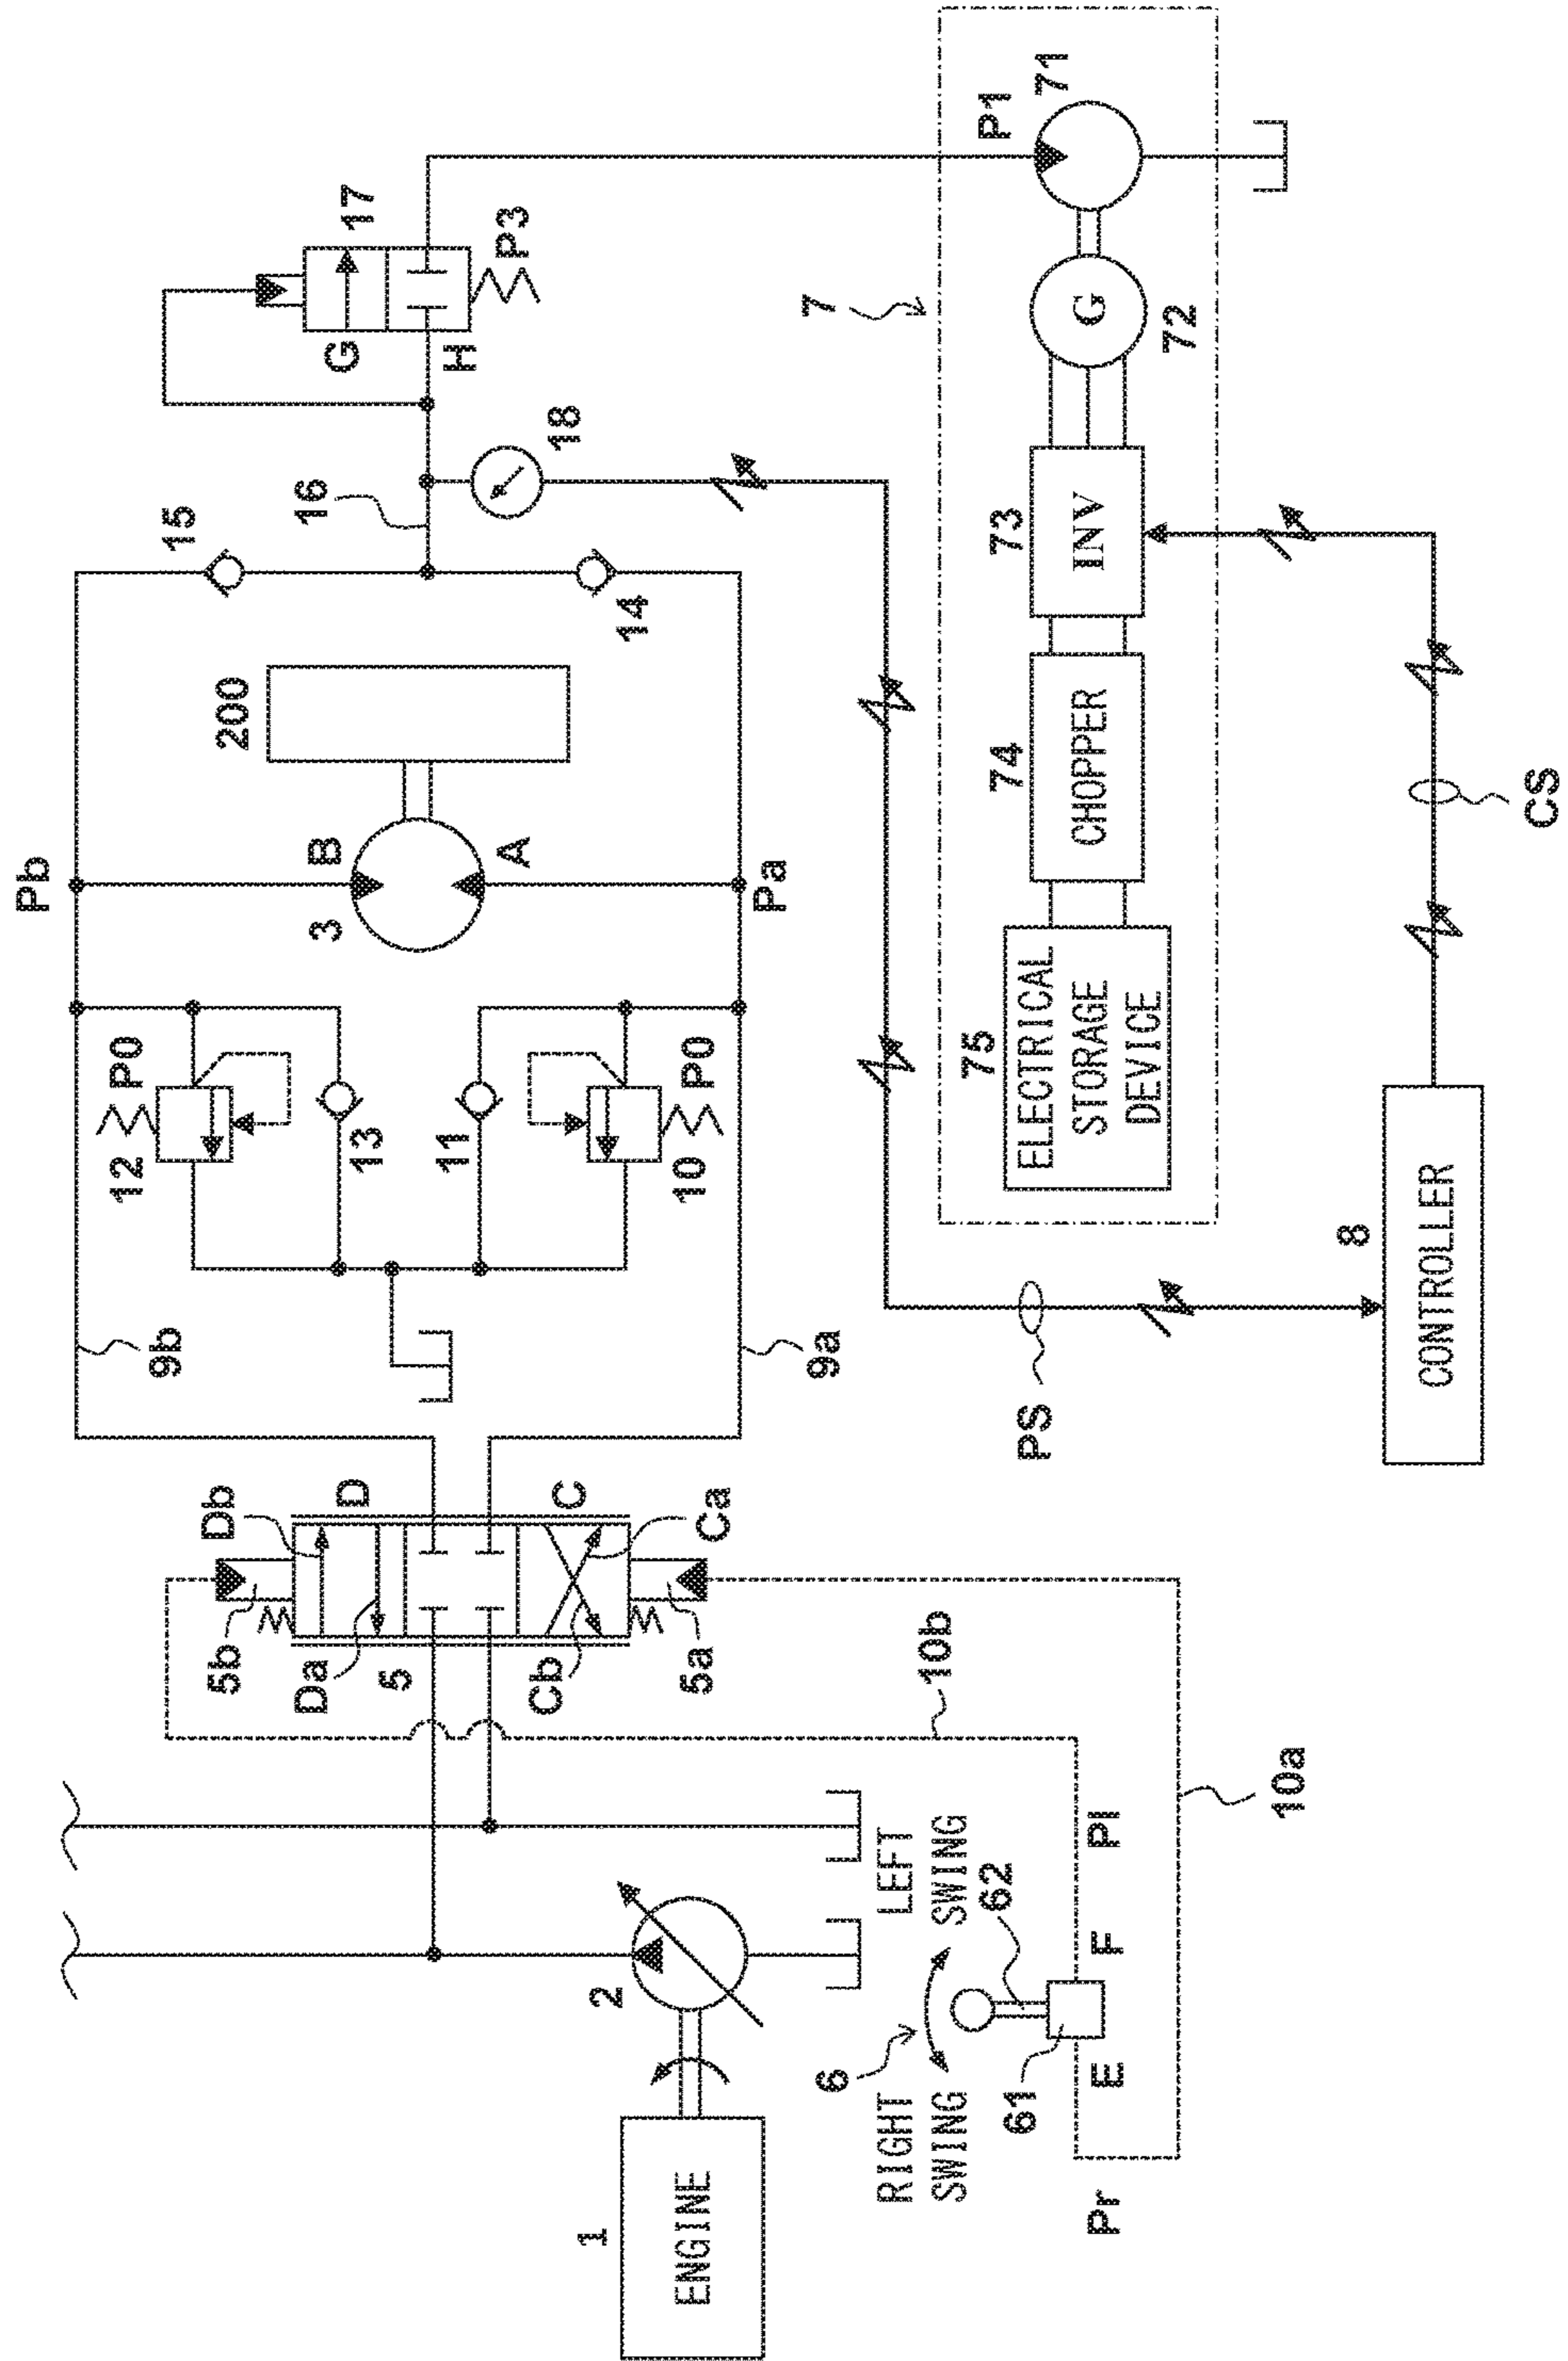 Pb
Pa
9b
9a
12
P0
13
11
10
P0
3
B
A
200
15
14
16
18
17
G
H
P3
P1
71
7
G
72
73
INV
74
CHOPPER
75
ELECTRICAL
STORAGE
DEVICE
CS
PS
8
CONTROLLER
Db
D
5b
Da
5
C
Ca
Cb
5a
10b
10a
2
1
ENGINE
6
LEFT
SWING
RIGHT
SWING
62
61
E
F
Pl
Pr